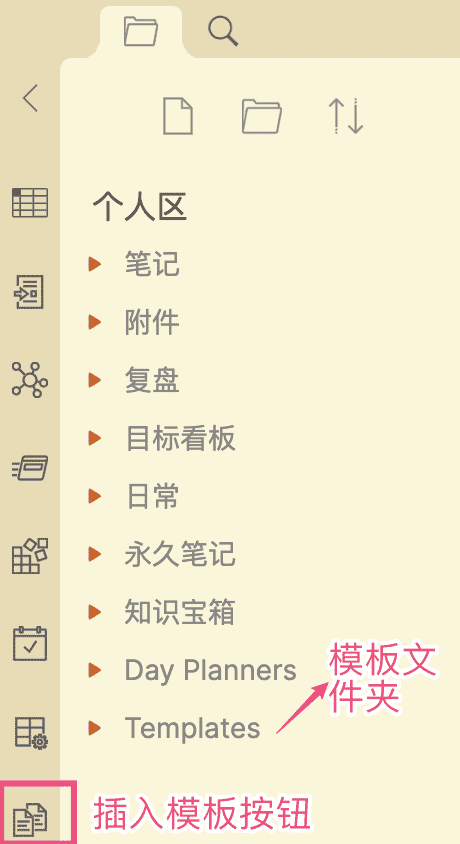 个人区
笔记
附件
复盘
目标看板
日常
永久笔记
知识宝箱
Day Planners
模板文
件夹
Templates
插入模板按钮